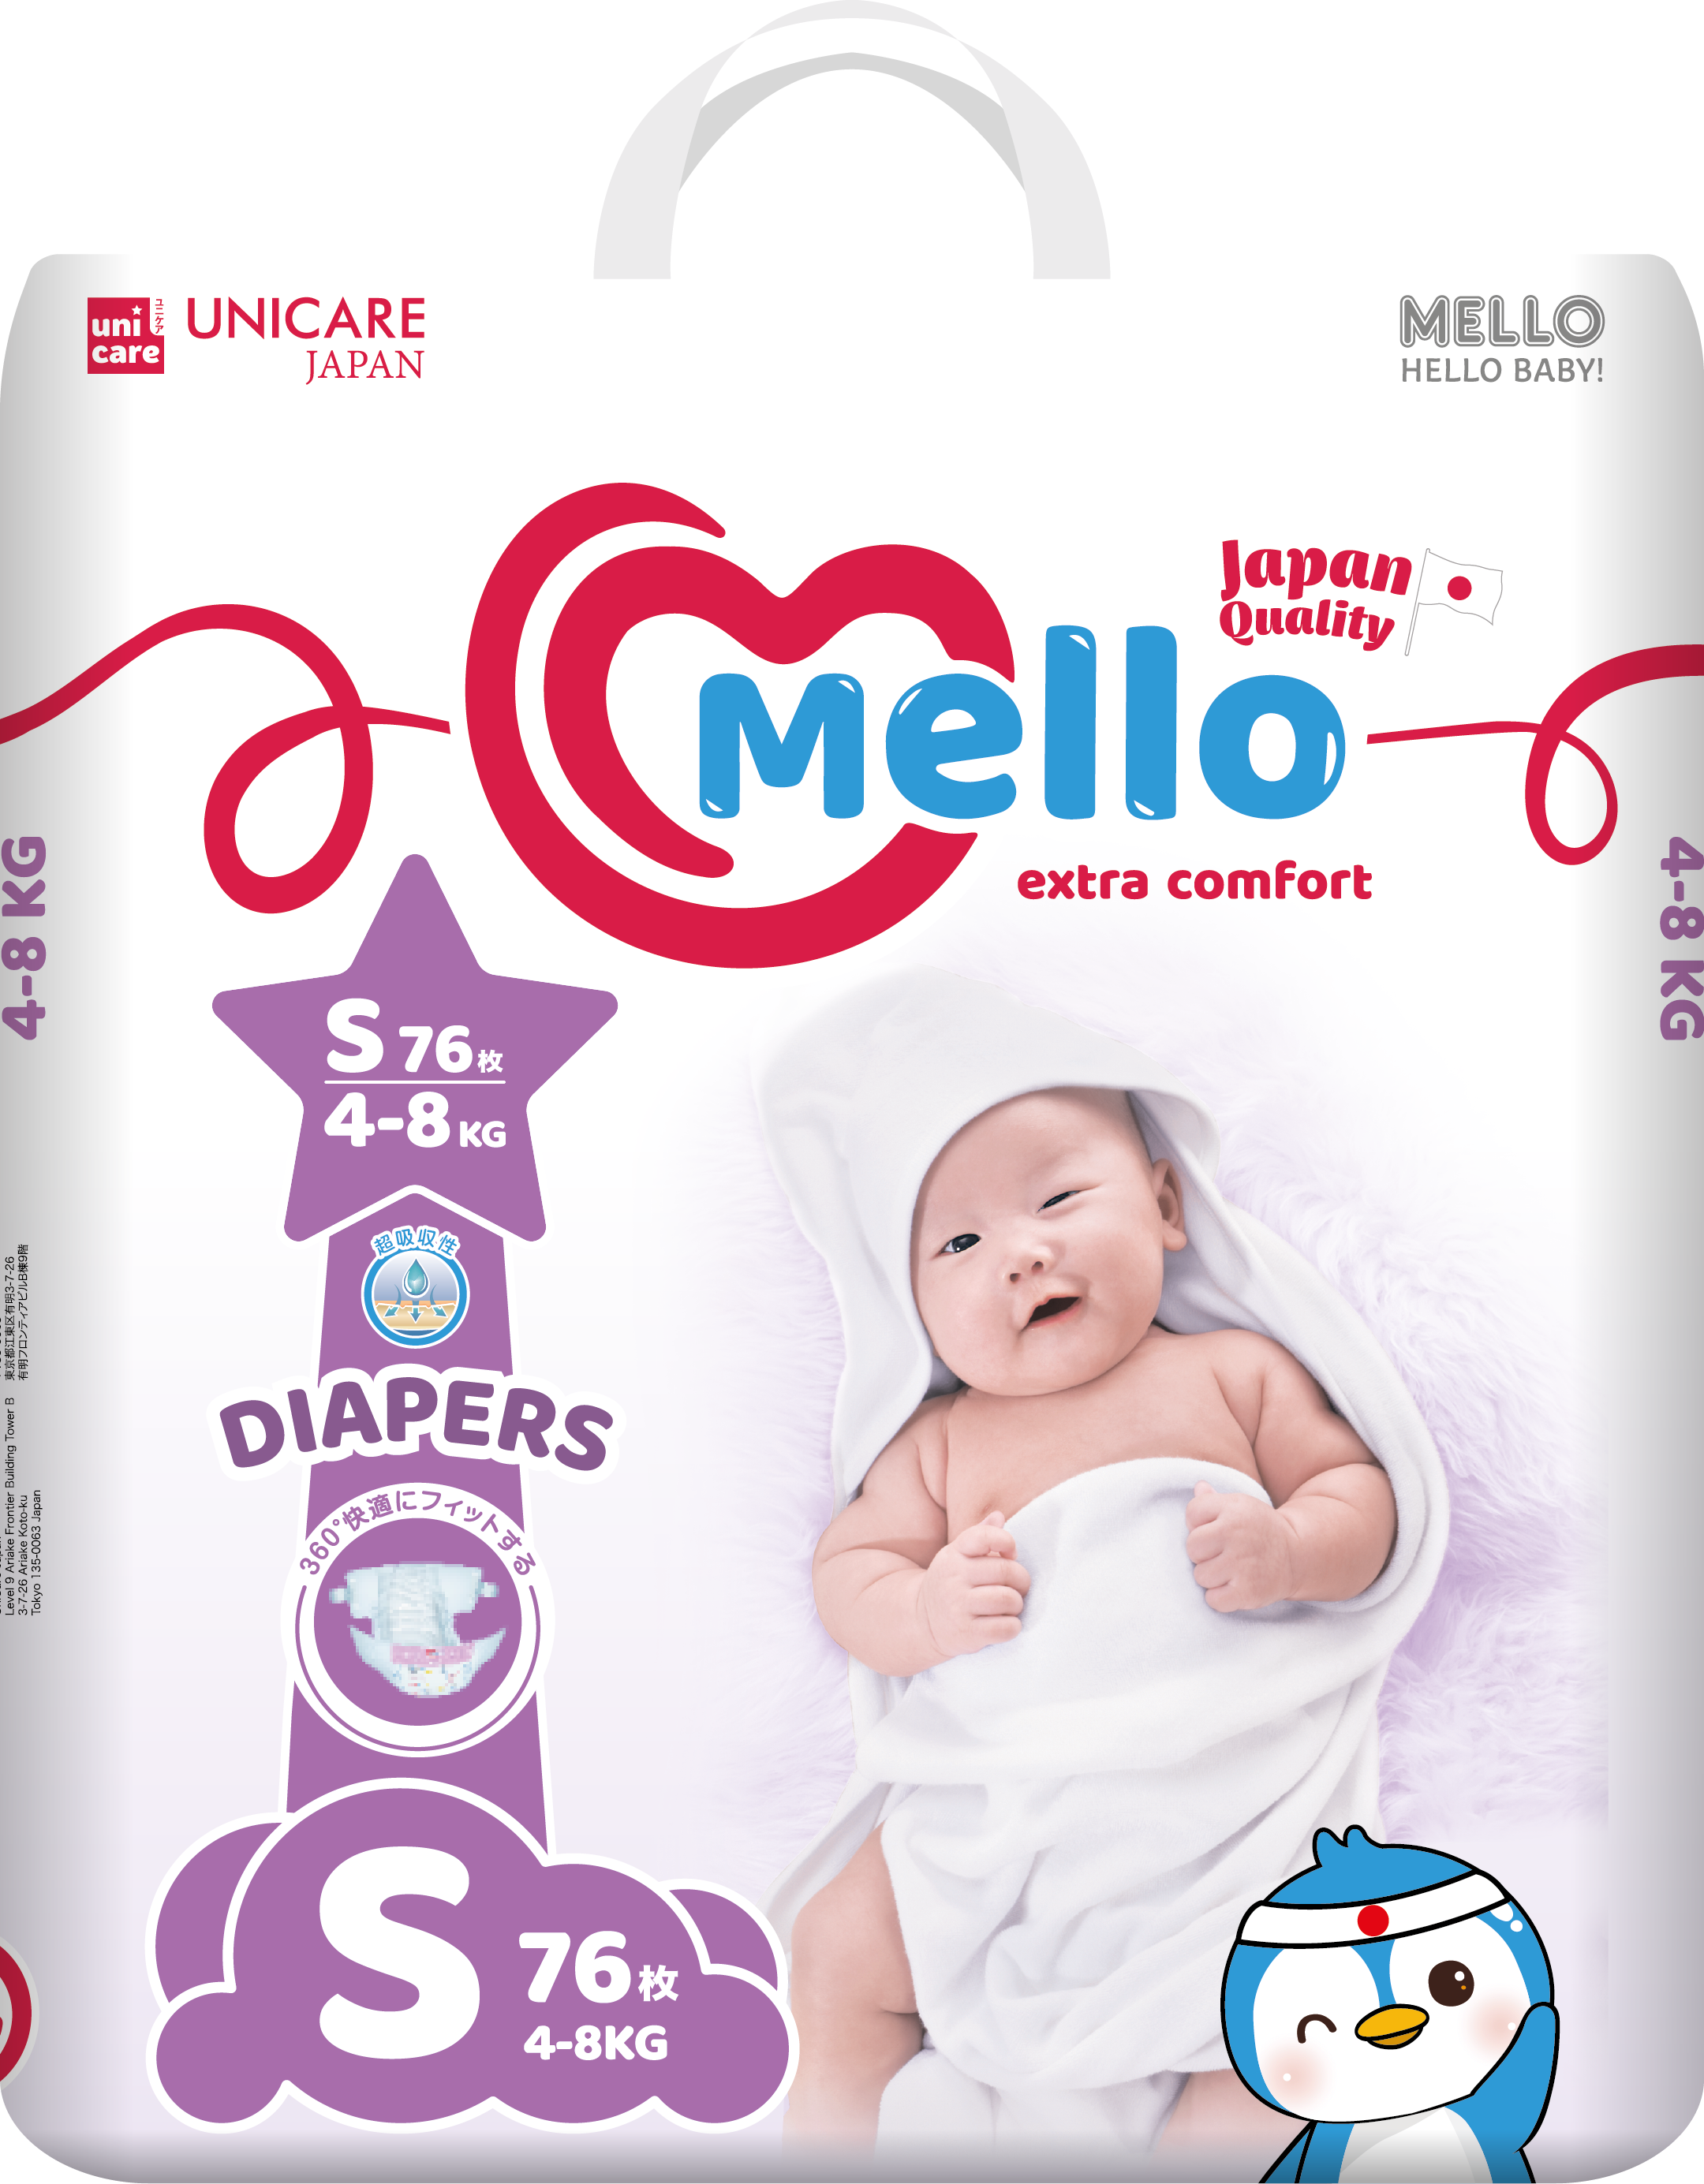 uni
care
ユニケア
UNICARE
JAPAN
MELLO
HELLO BABY!
Japan
Quality
Mello
extra comfort
4-8 KG
4-8 KG
S 76枚
4-8 KG
超吸収性
DIAPERS
360°快適にフィットする
東京都江東区有明3-7-26
有明フロンティアビルB棟9階
Level 9 Ariake Frontier Building Tower B
3-7-26 Ariake Koto-ku
Tokyo 135-0063 Japan
S 76枚
4-8KG